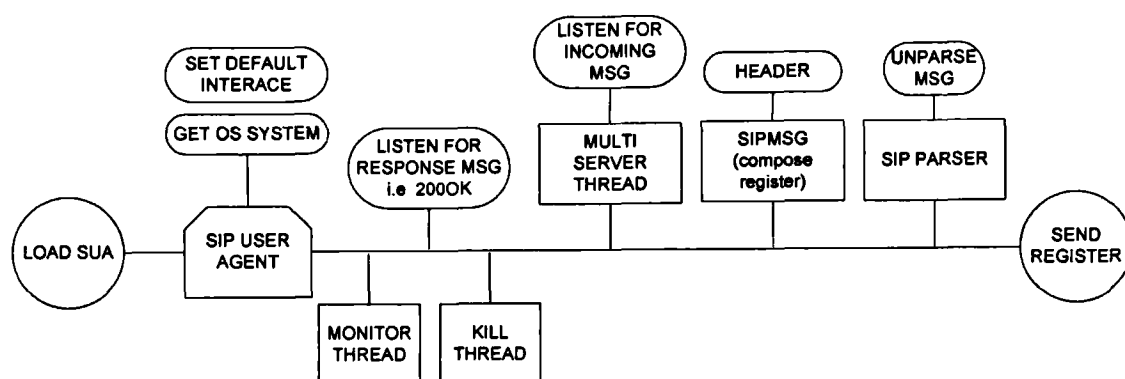 SET DEFAULT
INTERACE
GET OS SYSTEM
LOAD SUA
SIP USER
AGENT
LISTEN FOR
RESPONSE MSG
i.e 200OK
MONITOR
THREAD
KILL
THREAD
LISTEN FOR
INCOMING
MSG
MULTI
SERVER
THREAD
HEADER
SIPMSG
(compose
register)
UNPARSE
MSG
SIP PARSER
SEND
REGISTER